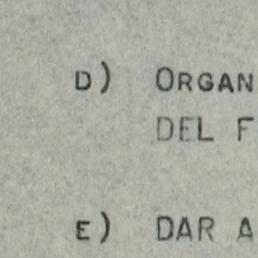 D) ORGAN
DEL F
E) DAR A